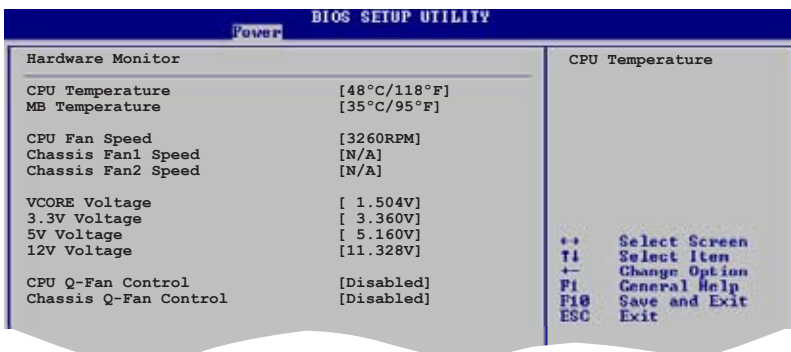 BIOS SETUP UTILITY
Power
Hardware Monitor
CPU Temperature [48°C/118°F]
MB Temperature [35°C/95°F]
CPU Fan Speed [3260RPM]
Chassis Fan1 Speed [N/A]
Chassis Fan2 Speed [N/A]
VCORE Voltage [ 1.504V]
3.3V Voltage [ 3.360V]
5V Voltage [ 5.160V]
12V Voltage [11.328V]
CPU Q-Fan Control [Disabled]
Chassis Q-Fan Control [Disabled]
CPU Temperature
←→ Select Screen
↑↓ Select Item
+- Change Option
F1 General Help
F10 Save and Exit
ESC Exit